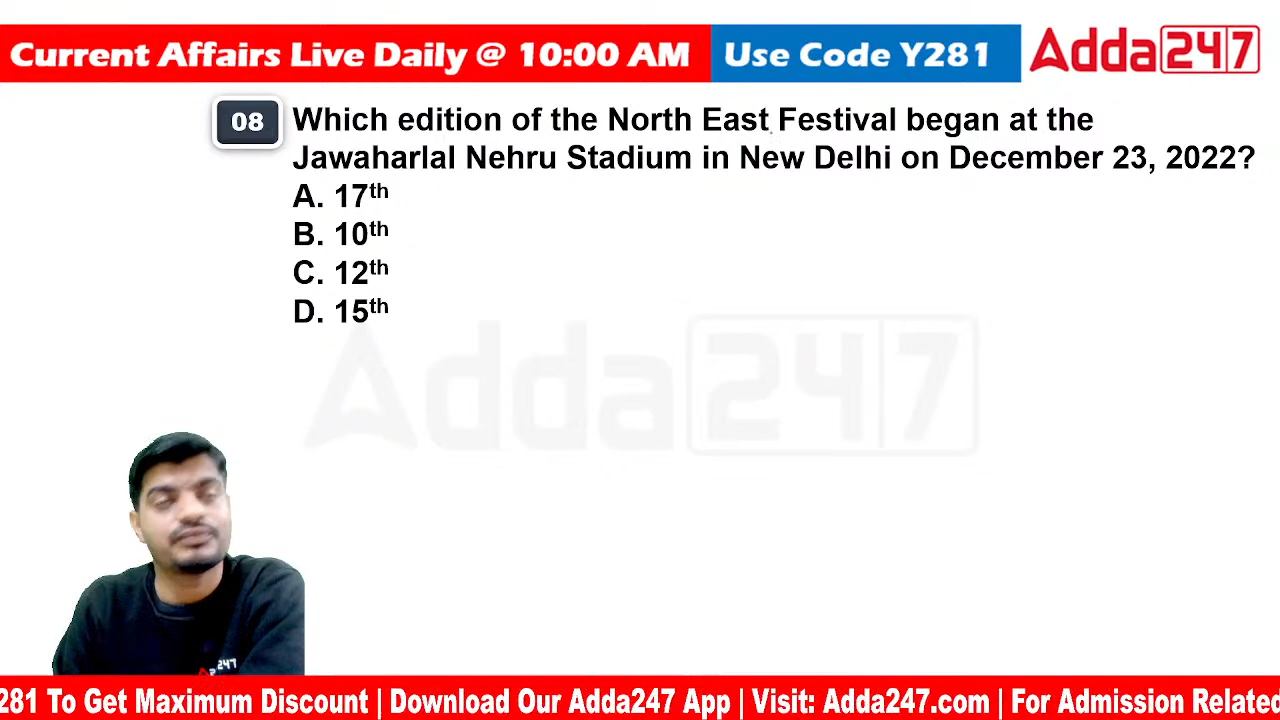 Current Affairs Live Daily @ 10:00 AM
Use Code Y281
Adda247
08 Which edition of the North East Festival began at the
Jawaharlal Nehru Stadium in New Delhi on December 23, 2022?
A. 17th
B. 10th
C. 12th
D. 15th
Adda247
247
281 To Get Maximum Discount | Download Our Adda247 App | Visit: Adda247.com | For Admission Related